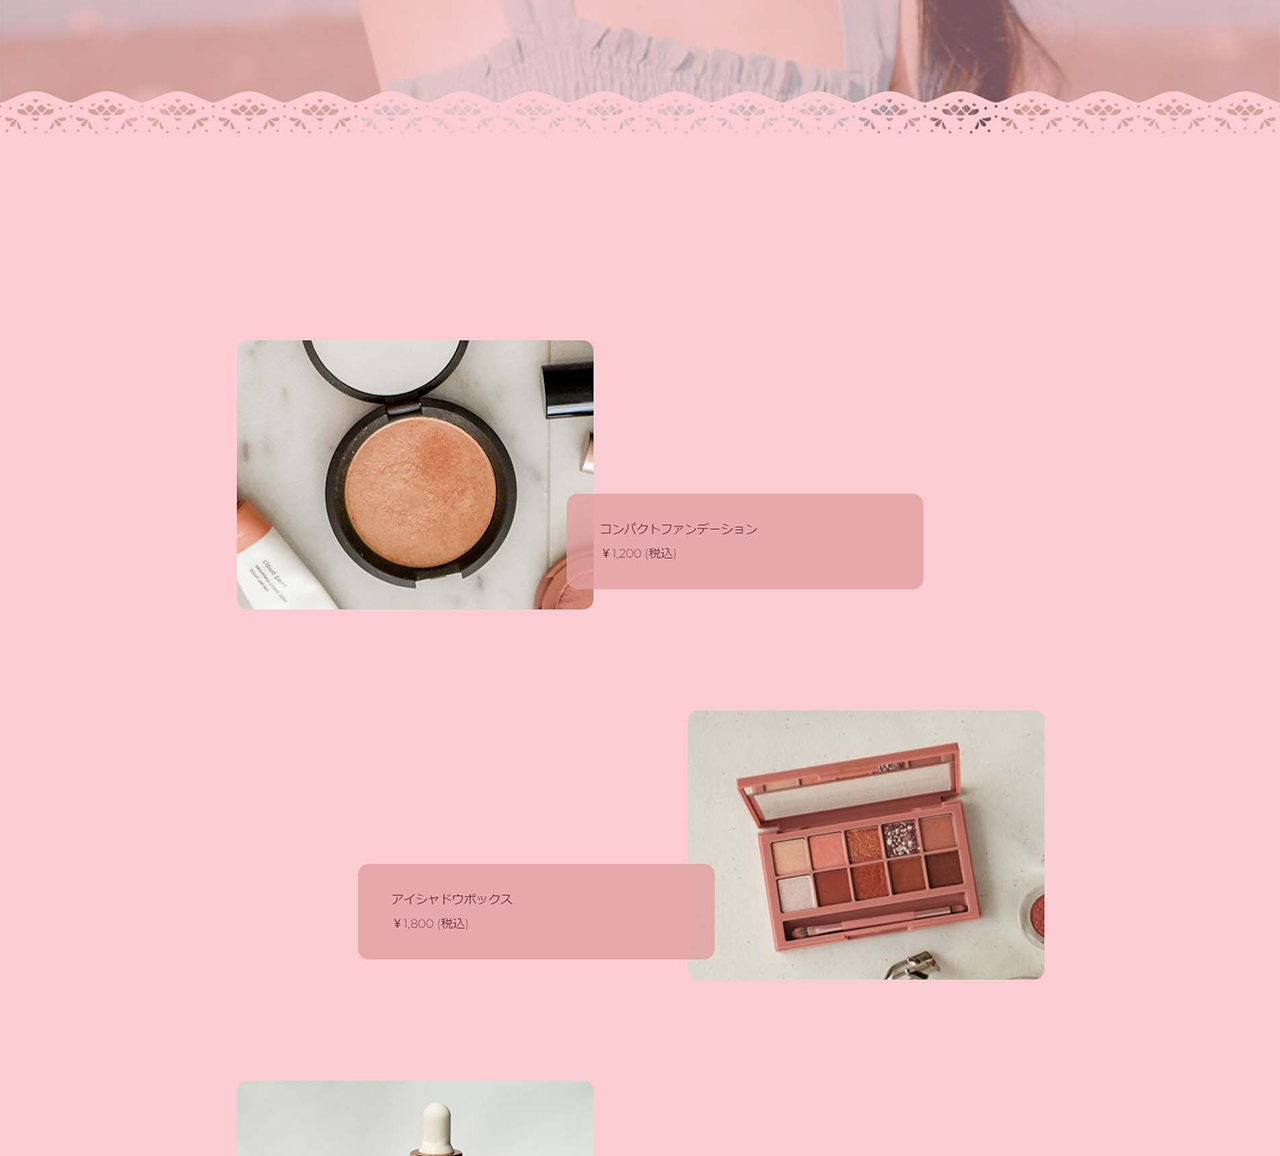 cloud paint
コンパクトファンデーション
¥1,200 (税込)
アイシャドウボックス
¥1,800 (税込)